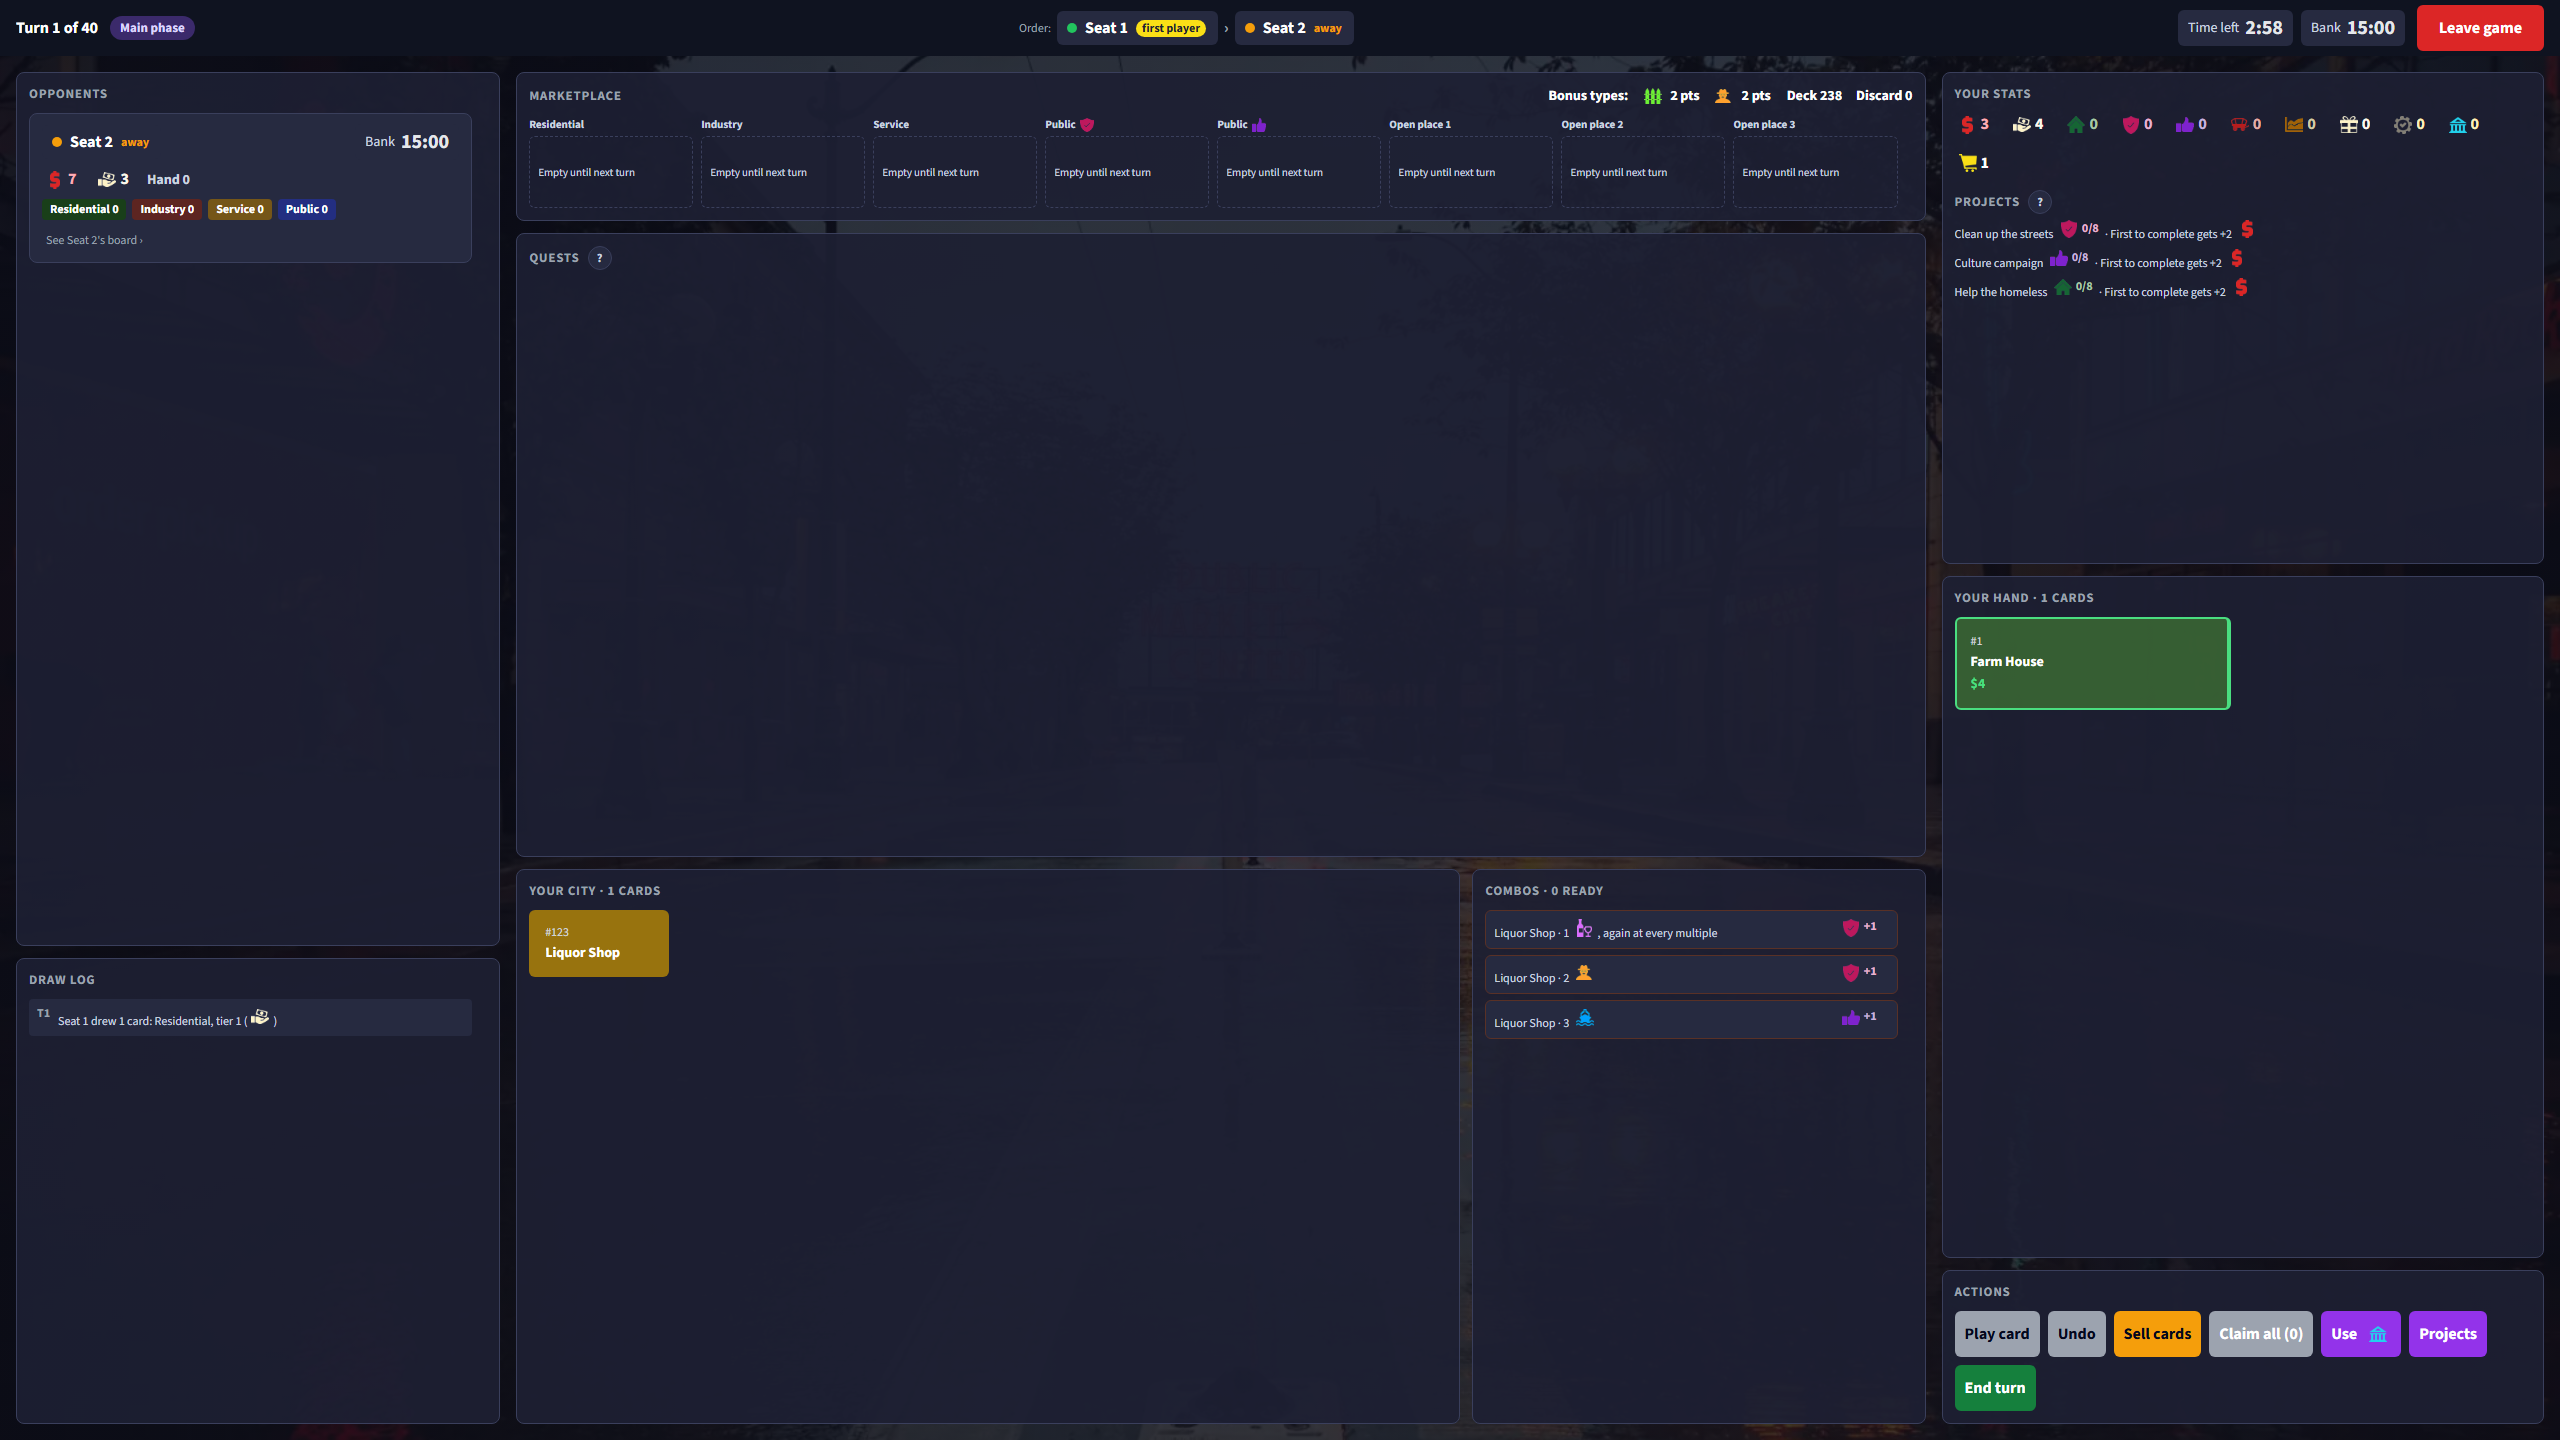 Turn 1 of 40 Main phase
Order: Seat 1 first player › Seat 2 away
Time left 2:58 Bank 15:00 Leave game
OPPONENTS
Seat 2 away Bank 15:00
7 3 Hand 0
Residential 0 Industry 0 Service 0 Public 0
See Seat 2's board ›
DRAW LOG
T1 Seat 1 drew 1 card: Residential, tier 1 ( )
MARKETPLACE
Bonus types: 2 pts 2 pts Deck 238 Discard 0
Residential Industry Service Public Public Open place 1 Open place 2 Open place 3
Empty until next turn Empty until next turn Empty until next turn Empty until next turn Empty until next turn Empty until next turn Empty until next turn Empty until next turn
QUESTS ?
YOUR CITY · 1 CARDS
#123
Liquor Shop
COMBOS · 0 READY
Liquor Shop · 1 , again at every multiple +1
Liquor Shop · 2 +1
Liquor Shop · 3 +1
YOUR STATS
3 4 0 0 0 0 0 0 0 0
1
PROJECTS ?
Clean up the streets 0/8 · First to complete gets +2
Culture campaign 0/8 · First to complete gets +2
Help the homeless 0/8 · First to complete gets +2
YOUR HAND · 1 CARDS
#1
Farm House
$4
ACTIONS
Play card Undo Sell cards Claim all (0) Use Projects
End turn